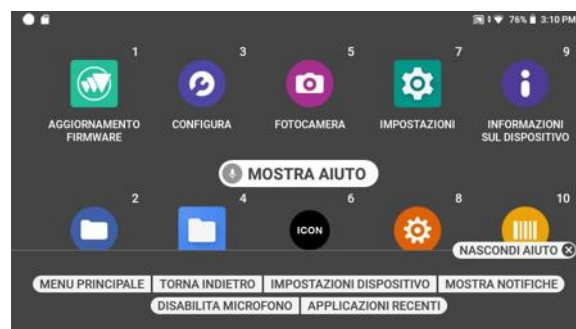 76% 3:10 PM
1 3 5 7 9
AGGIORNAMENTO FIRMWARE
CONFIGURA
FOTOCAMERA
IMPOSTAZIONI
INFORMAZIONI SUL DISPOSITIVO
MOSTRA AIUTO
2 4 6 8 10
ICON
NASCONDI AIUTO
MENU PRINCIPALE TORNA INDIETRO IMPOSTAZIONI DISPOSITIVO MOSTRA NOTIFICHE
DISABILITA MICROFONO APPLICAZIONI RECENTI